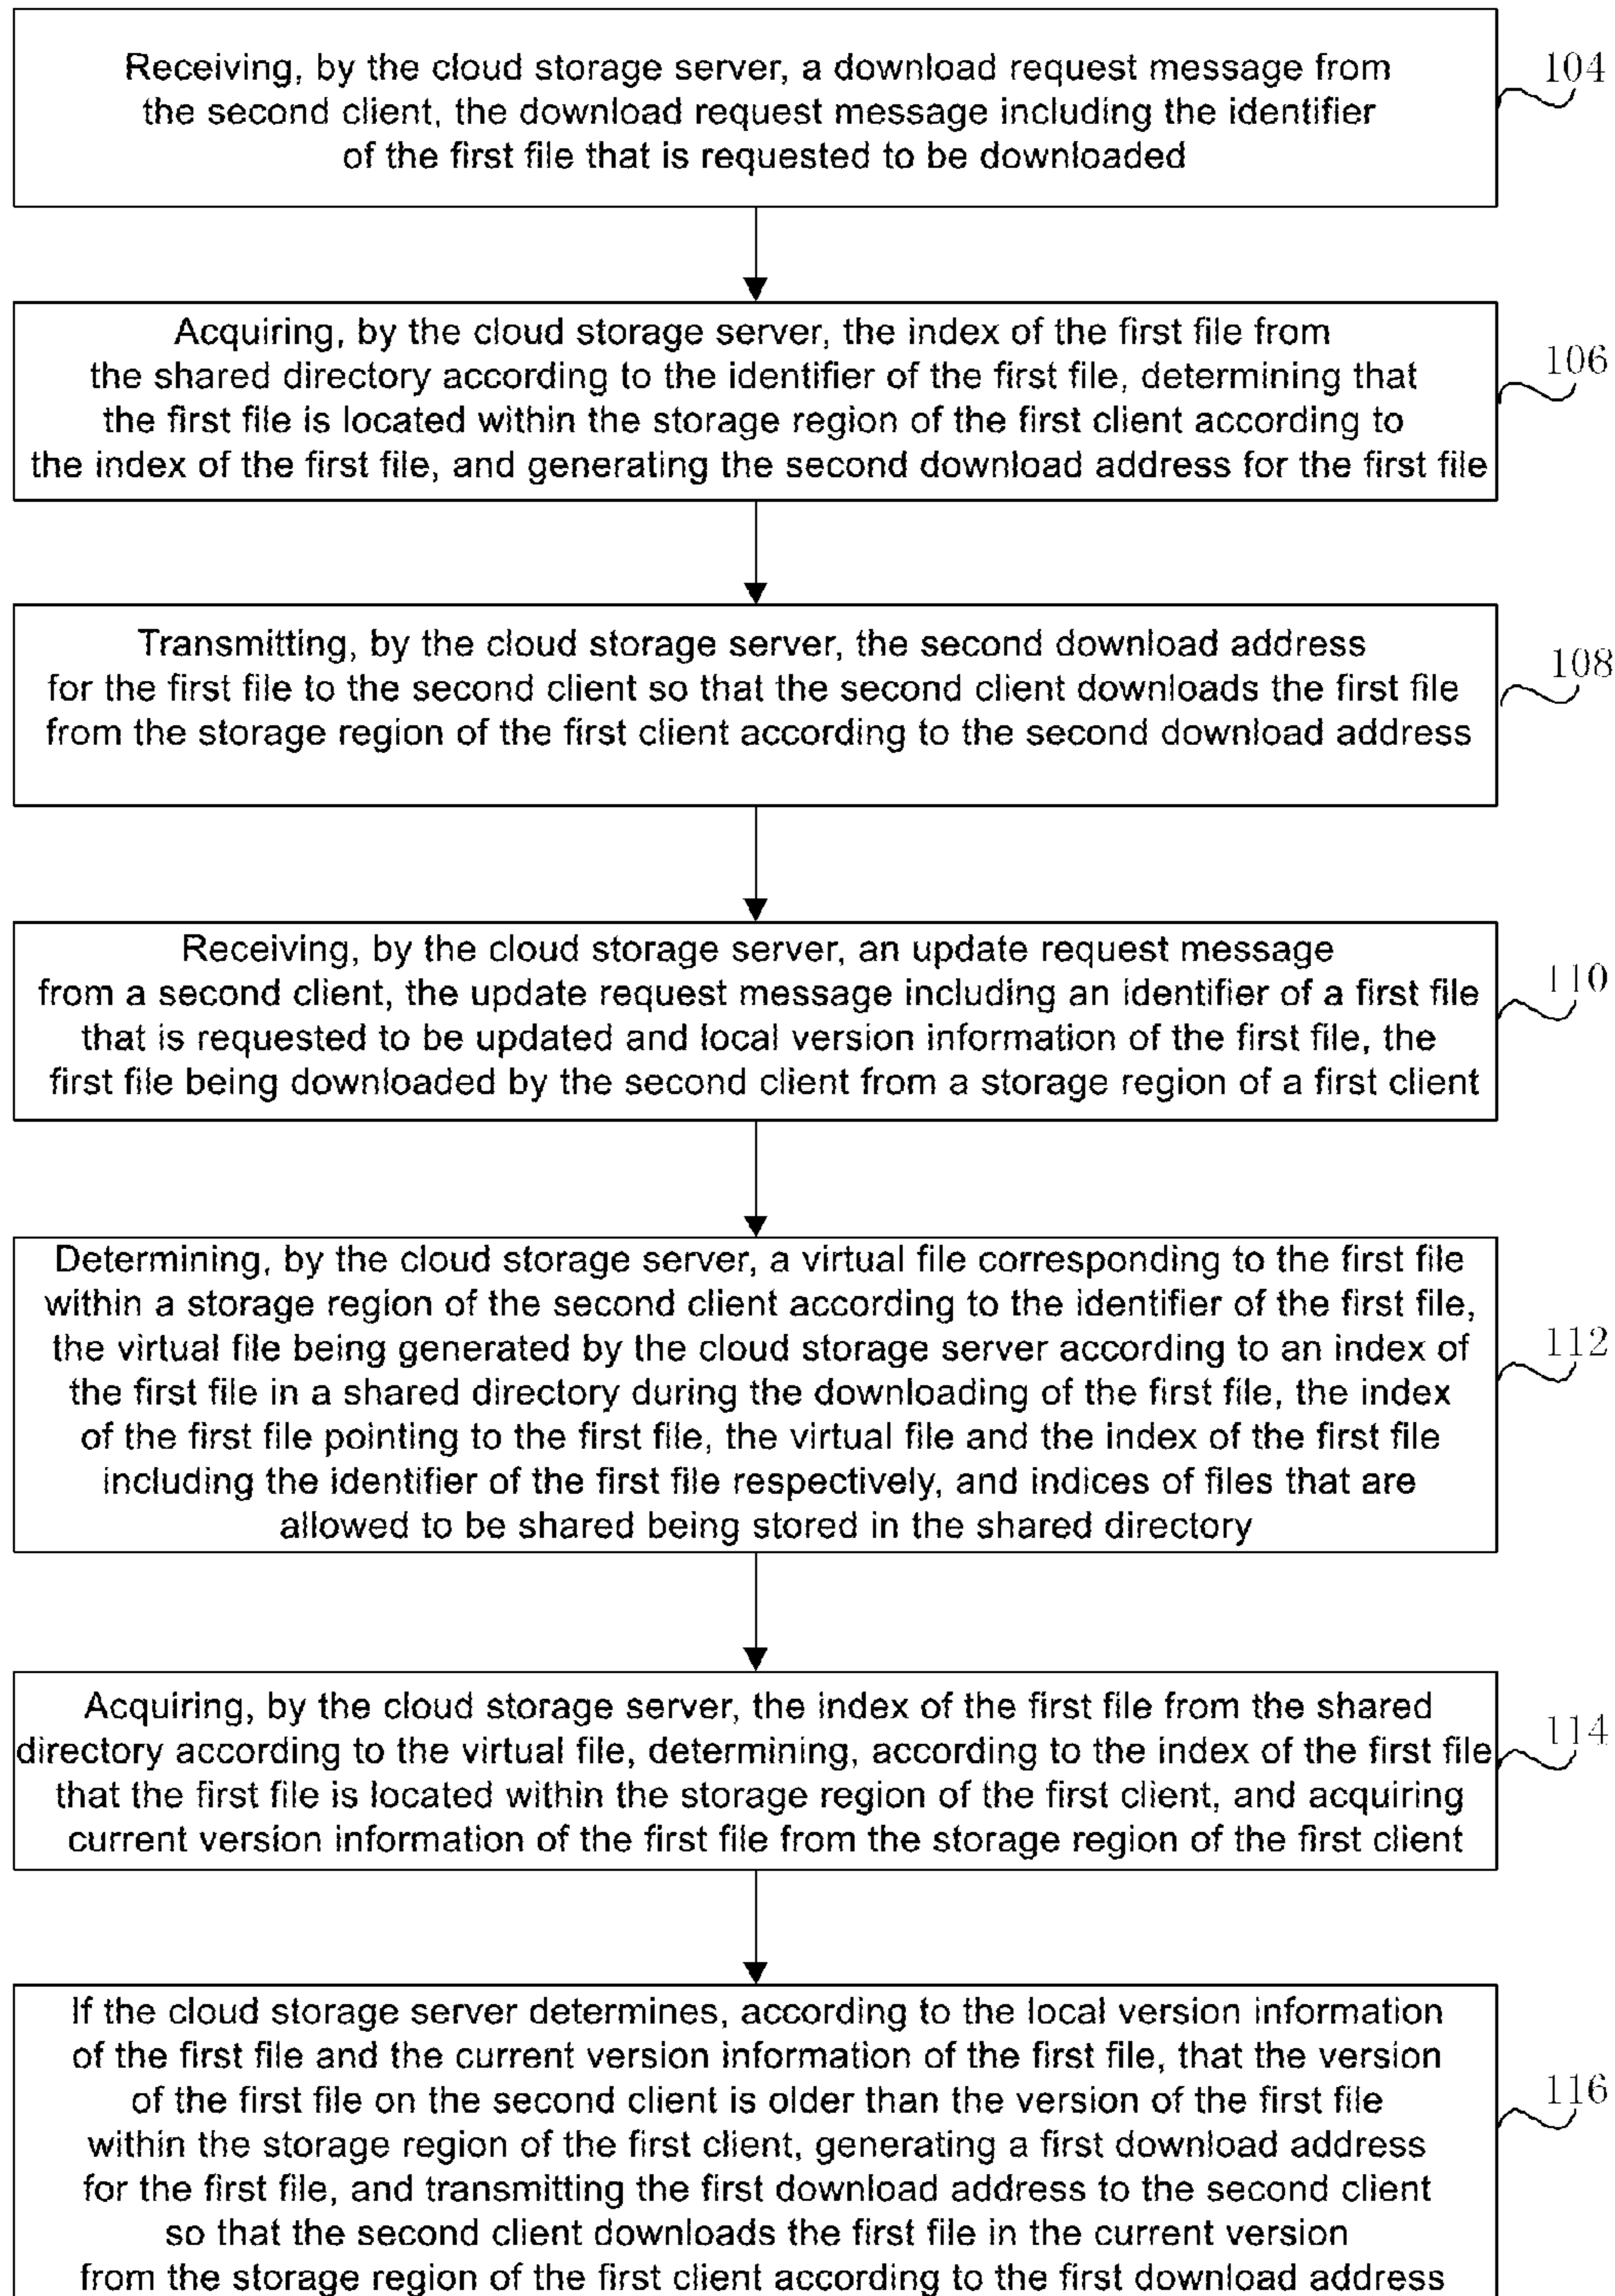 Receiving, by the cloud storage server, a download request message from
the second client, the download request message including the identifier
of the first file that is requested to be downloaded
104
Acquiring, by the cloud storage server, the index of the first file from
the shared directory according to the identifier of the first file, determining that
the first file is located within the storage region of the first client according to
the index of the first file, and generating the second download address for the first file
106
Transmitting, by the cloud storage server, the second download address
for the first file to the second client so that the second client downloads the first file
from the storage region of the first client according to the second download address
108
Receiving, by the cloud storage server, an update request message
from a second client, the update request message including an identifier of a first file
that is requested to be updated and local version information of the first file, the
first file being downloaded by the second client from a storage region of a first client
110
Determining, by the cloud storage server, a virtual file corresponding to the first file
within a storage region of the second client according to the identifier of the first file,
the virtual file being generated by the cloud storage server according to an index of
the first file in a shared directory during the downloading of the first file, the index
of the first file pointing to the first file, the virtual file and the index of the first file
including the identifier of the first file respectively, and indices of files that are
allowed to be shared being stored in the shared directory
112
Acquiring, by the cloud storage server, the index of the first file from the shared
directory according to the virtual file, determining, according to the index of the first file
that the first file is located within the storage region of the first client, and acquiring
current version information of the first file from the storage region of the first client
114
If the cloud storage server determines, according to the local version information
of the first file and the current version information of the first file, that the version
of the first file on the second client is older than the version of the first file
within the storage region of the first client, generating a first download address
for the first file, and transmitting the first download address to the second client
so that the second client downloads the first file in the current version
from the storage region of the first client according to the first download address
116